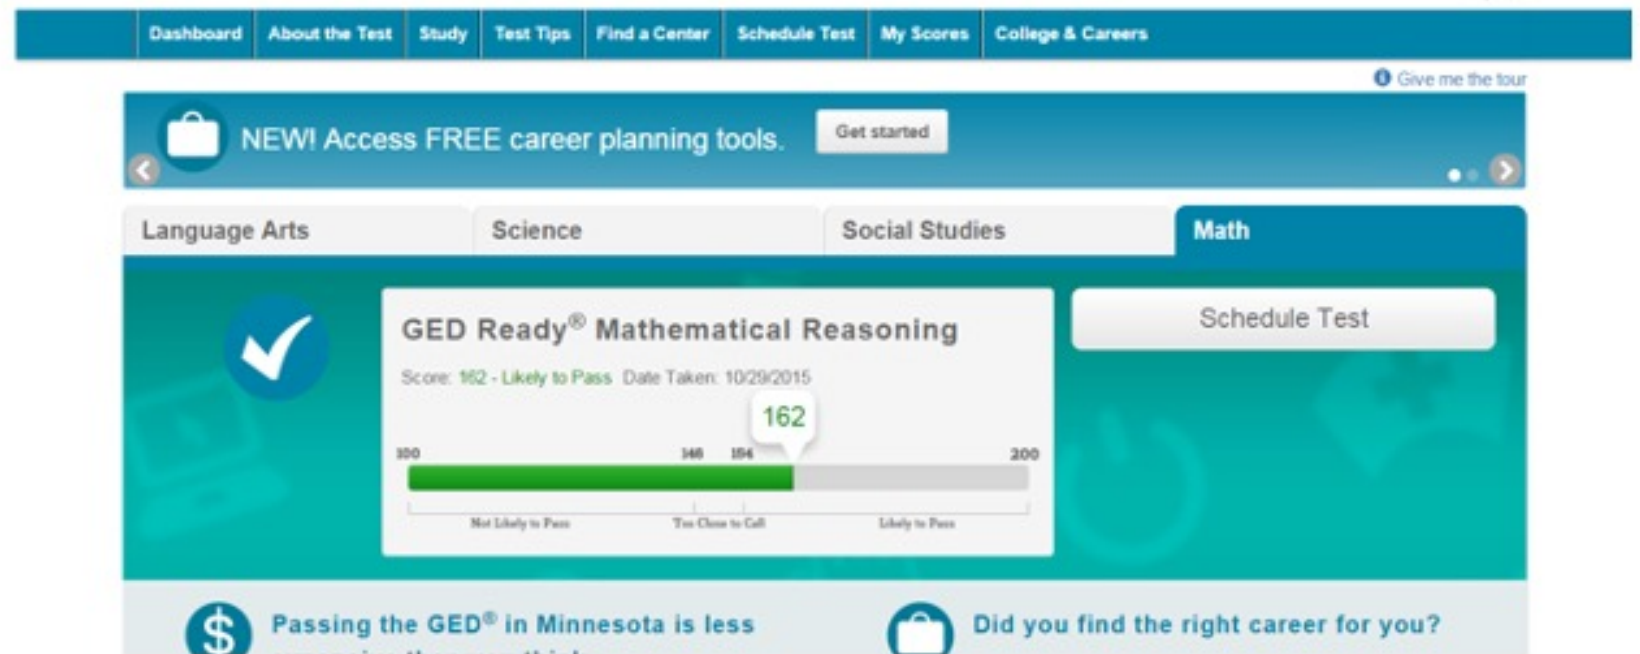 Dashboard About the Test Study Test Tips Find a Center Schedule Test My Scores College & Careers
Give me the tour
NEW! Access FREE career planning tools. Get started
Language Arts Science Social Studies Math
GED Ready® Mathematical Reasoning
Schedule Test
Score: 162 - Likely to Pass Date Taken: 10/29/2015
162
100 146 154 200
Not Likely to Pass Too Close to Call Likely to Pass
Passing the GED® in Minnesota is less
Did you find the right career for you?